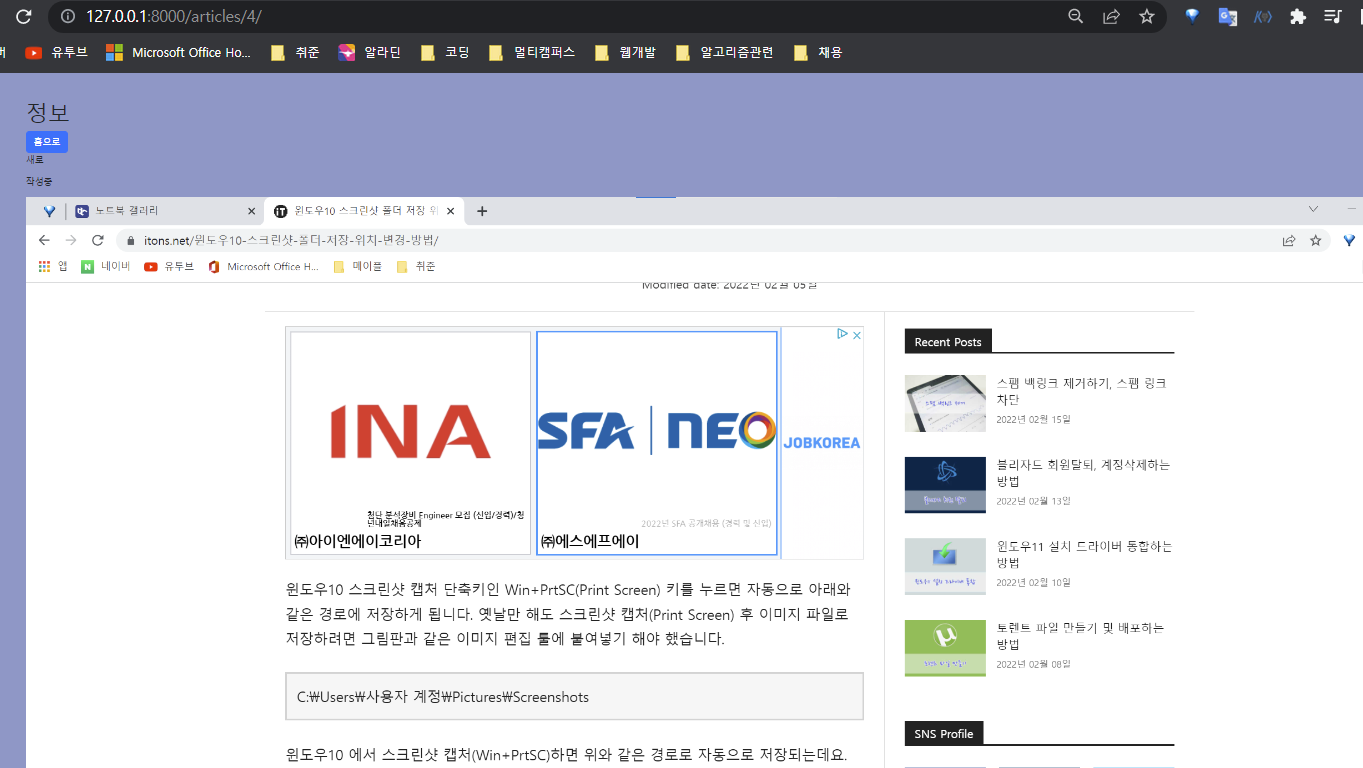 127.0.0.1:8000/articles/4/
유튜브
Microsoft Office Ho...
취준
알라딘
코딩
멀티캠퍼스
웹개발
알고리즘관련
채용
정보
홈으로
새로
작성중
노트북 갤러리
윈도우10 스크린샷 폴더 저장 위
itons.net/윈도우10-스크린샷-폴더-저장-위치-변경-방법/
앱
네이버
유튜브
Microsoft Office H...
메이플
취준
Modified date: 2022년 02월 05일
INA
첨단 분석장비 Engineer 모집 (신입/경력)/청
년내일채용공제
㈜아이엔에이코리아
SFA | NEO
2022년 SFA 공개채용 (경력 및 신입)
㈜에스에프에이
JOBKOREA
윈도우10 스크린샷 캡처 단축키인 Win+PrtSC(Print Screen) 키를 누르면 자동으로 아래와
같은 경로에 저장하게 됩니다. 옛날만 해도 스크린샷 캡처(Print Screen) 후 이미지 파일로
저장하려면 그림판과 같은 이미지 편집 툴에 붙여넣기 해야 했습니다.
C:₩Users₩사용자 계정₩Pictures₩Screenshots
윈도우10 에서 스크린샷 캡처(Win+PrtSC)하면 위와 같은 경로로 자동으로 저장되는데요.
Recent Posts
스팸 백링크 제거하기, 스팸 링크
차단
2022년 02월 15일
블리자드 회원탈퇴, 계정삭제하는
방법
2022년 02월 13일
윈도우11 설치 드라이버 통합하는
방법
2022년 02월 10일
토렌트 파일 만들기 및 배포하는
방법
2022년 02월 08일
SNS Profile